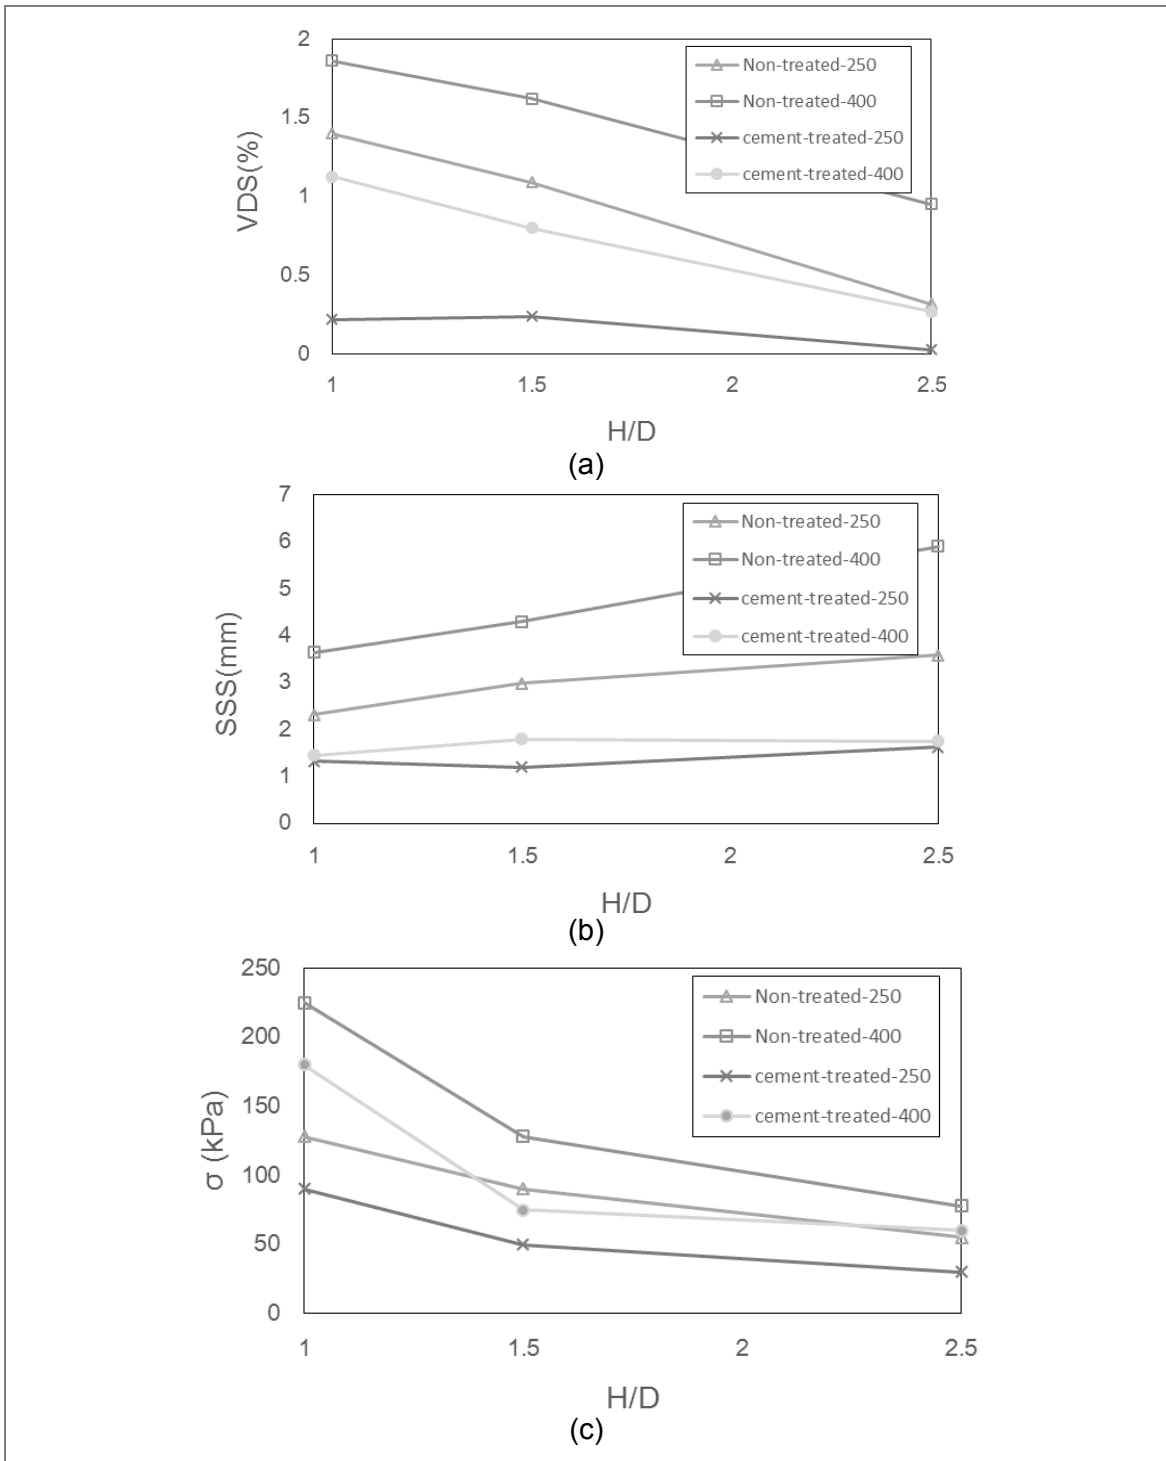 2
1.5
1
0.5
0
VDS(%)
Non-treated-250
Non-treated-400
cement-treated-250
cement-treated-400
1 1.5 2 2.5
H/D
(a)
7
6
5
4
3
2
1
0
SSS(mm)
Non-treated-250
Non-treated-400
cement-treated-250
cement-treated-400
1 1.5 2 2.5
H/D
(b)
250
200
150
100
50
0
σ (kPa)
Non-treated-250
Non-treated-400
cement-treated-250
cement-treated-400
1 1.5 2 2.5
H/D
(c)